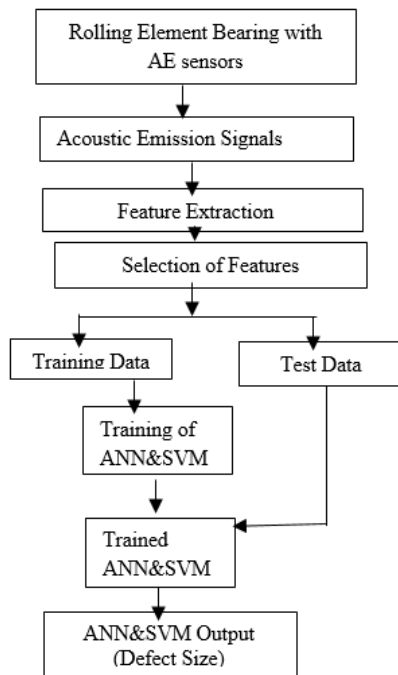 Rolling Element Bearing with
AE sensors
Acoustic Emission Signals
Feature Extraction
Selection of Features
Training Data
Test Data
Training of
ANN&SVM
Trained
ANN&SVM
ANN&SVM Output
(Defect Size)